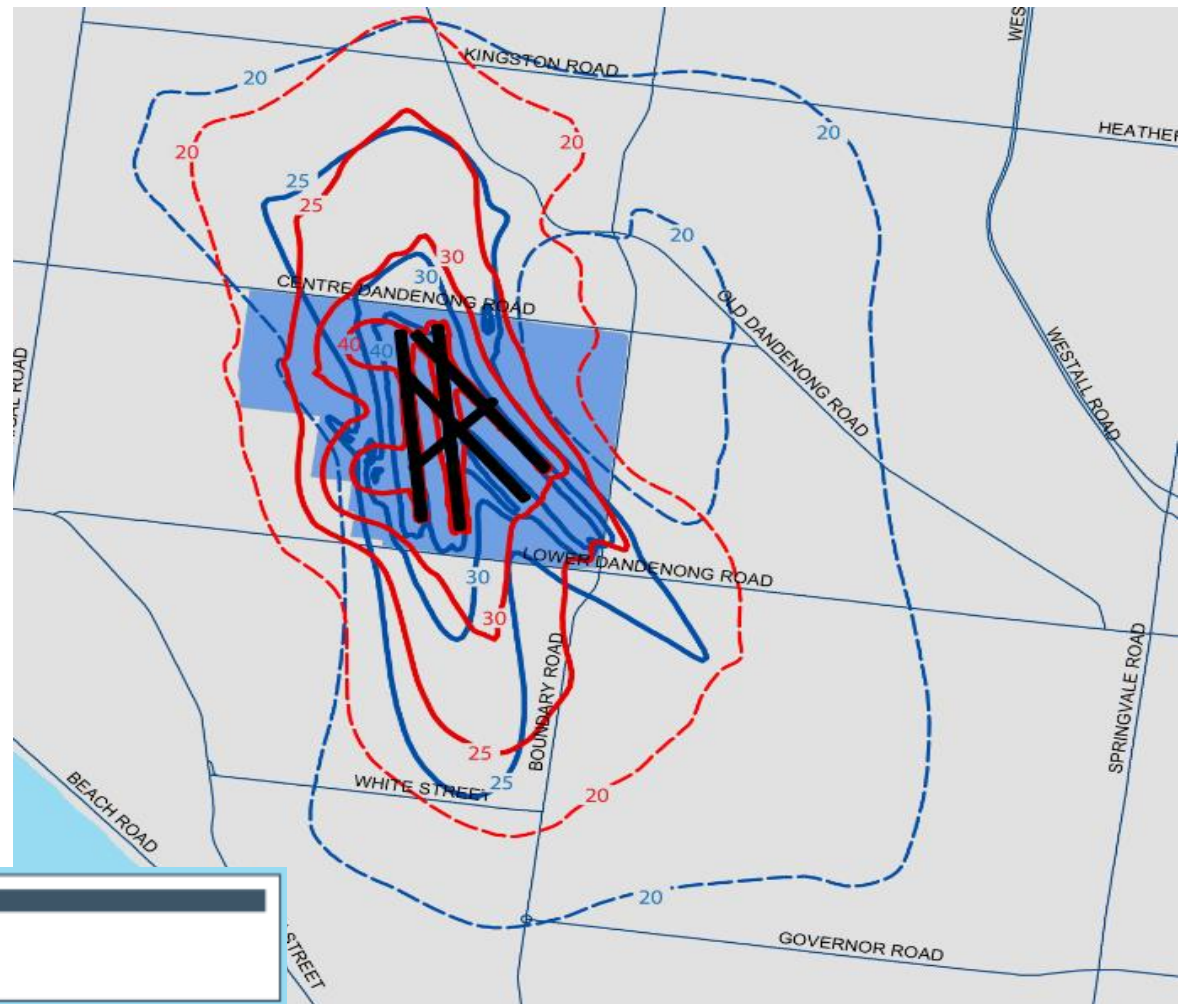 KINGSTON ROAD
20
20
20
20
HEATHER
WES
25
25
20
30
30
CENTRE DANDENONG ROAD
OLD DANDENONG ROAD
40
40
WESTALL ROAD
ROAD
LOWER DANDENONG ROAD
30
30
BOUNDARY ROAD
SPRINGVALE ROAD
25
25
WHITE STREET
20
BEACH ROAD
20
GOVERNOR ROAD
STREET